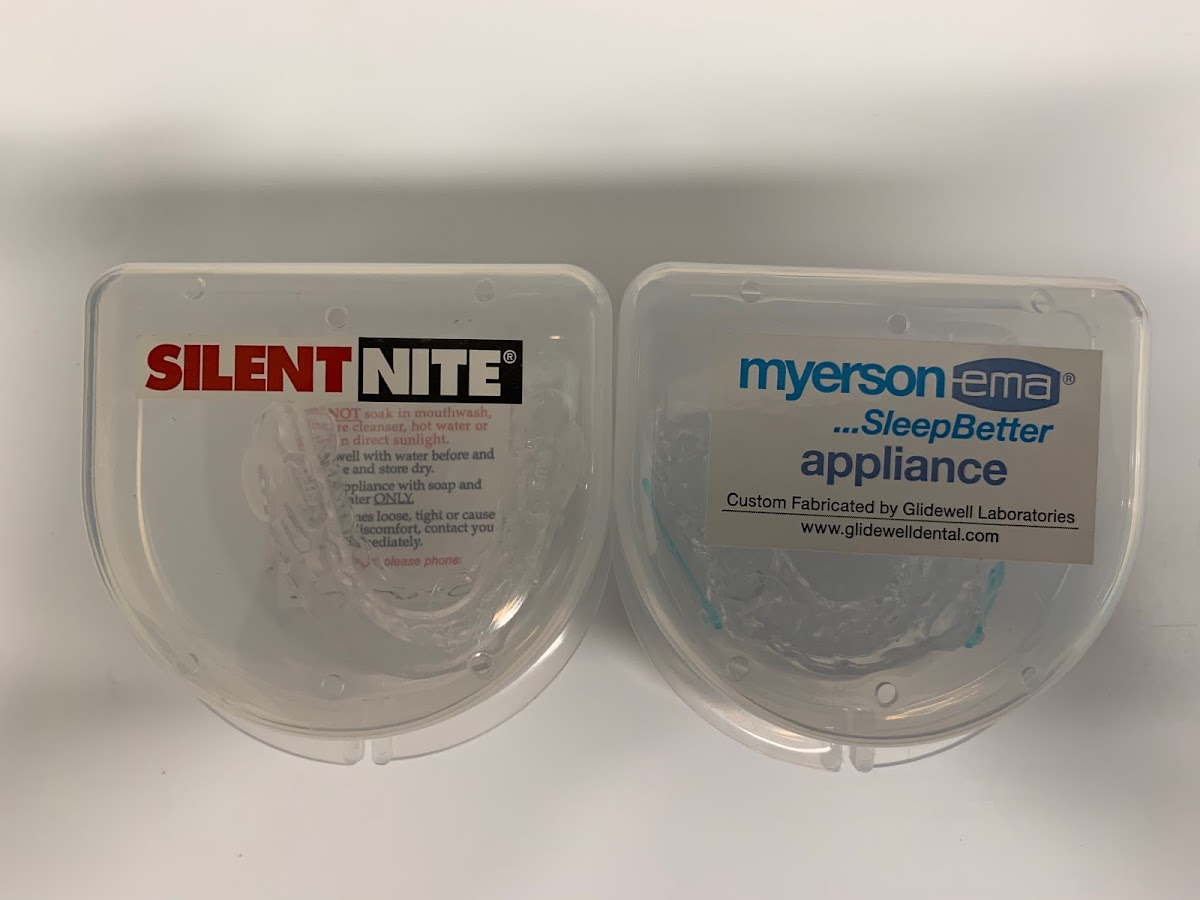 SILENT NITE®
NOT soak in mouthwash,
cleanser, hot water or
direct sunlight.
well with water before and
and store dry.
with soap and
ONLY.
loose, tight or cause
contact you
please phone:
myerson ema®
...SleepBetter
appliance
Custom Fabricated by Glidewell Laboratories
www.glidewelldental.com